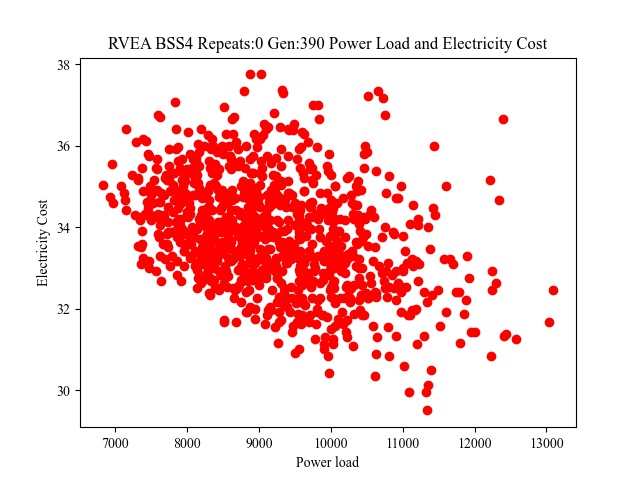 RVEA BSS4 Repeats:0 Gen:390 Power Load and Electricity Cost
38
36
34
32
30
Electricity Cost
7000 8000 9000 10000 11000 12000 13000
Power load